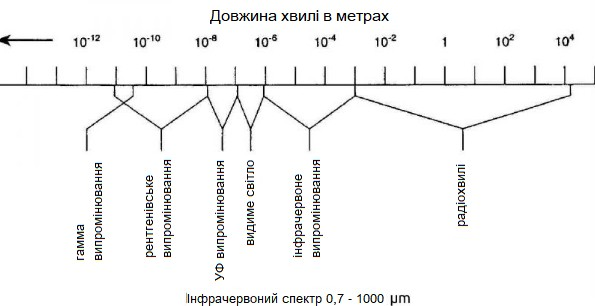 Довжина хвилі в метрах
10⁻¹² 10⁻¹⁰ 10⁻⁸ 10⁻⁶ 10⁻⁴ 10⁻² 1 10² 10⁴
гамма
випромінювання
рентгенівське
випромінювання
УФ випромінювання
видиме світло
інфрачервоне
випромінювання
радіохвилі
Інфрачервоний спектр 0,7 - 1000 μm